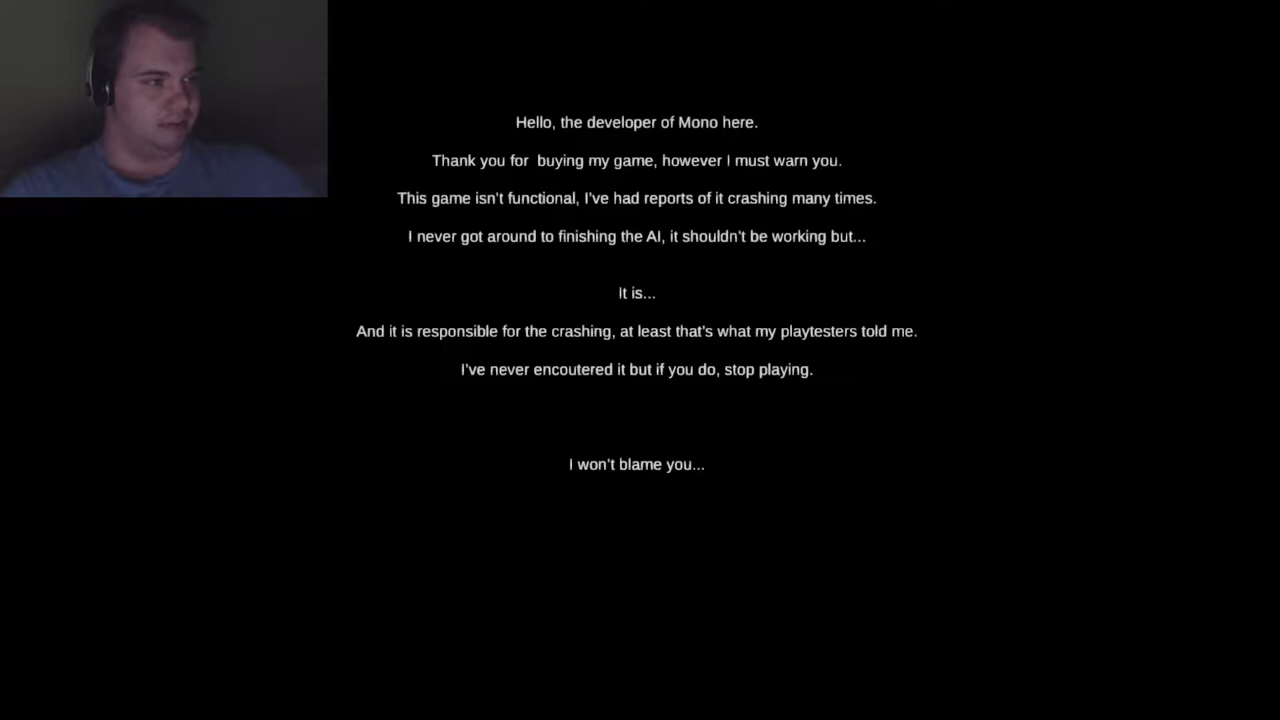 Hello, the developer of Mono here.
Thank you for  buying my game, however I must warn you.
This game isn't functional, I've had reports of it crashing many times.
I never got around to finishing the AI, it shouldn't be working but...
It is...
And it is responsible for the crashing, at least that's what my playtesters told me.
I've never encoutered it but if you do, stop playing.
I won't blame you...